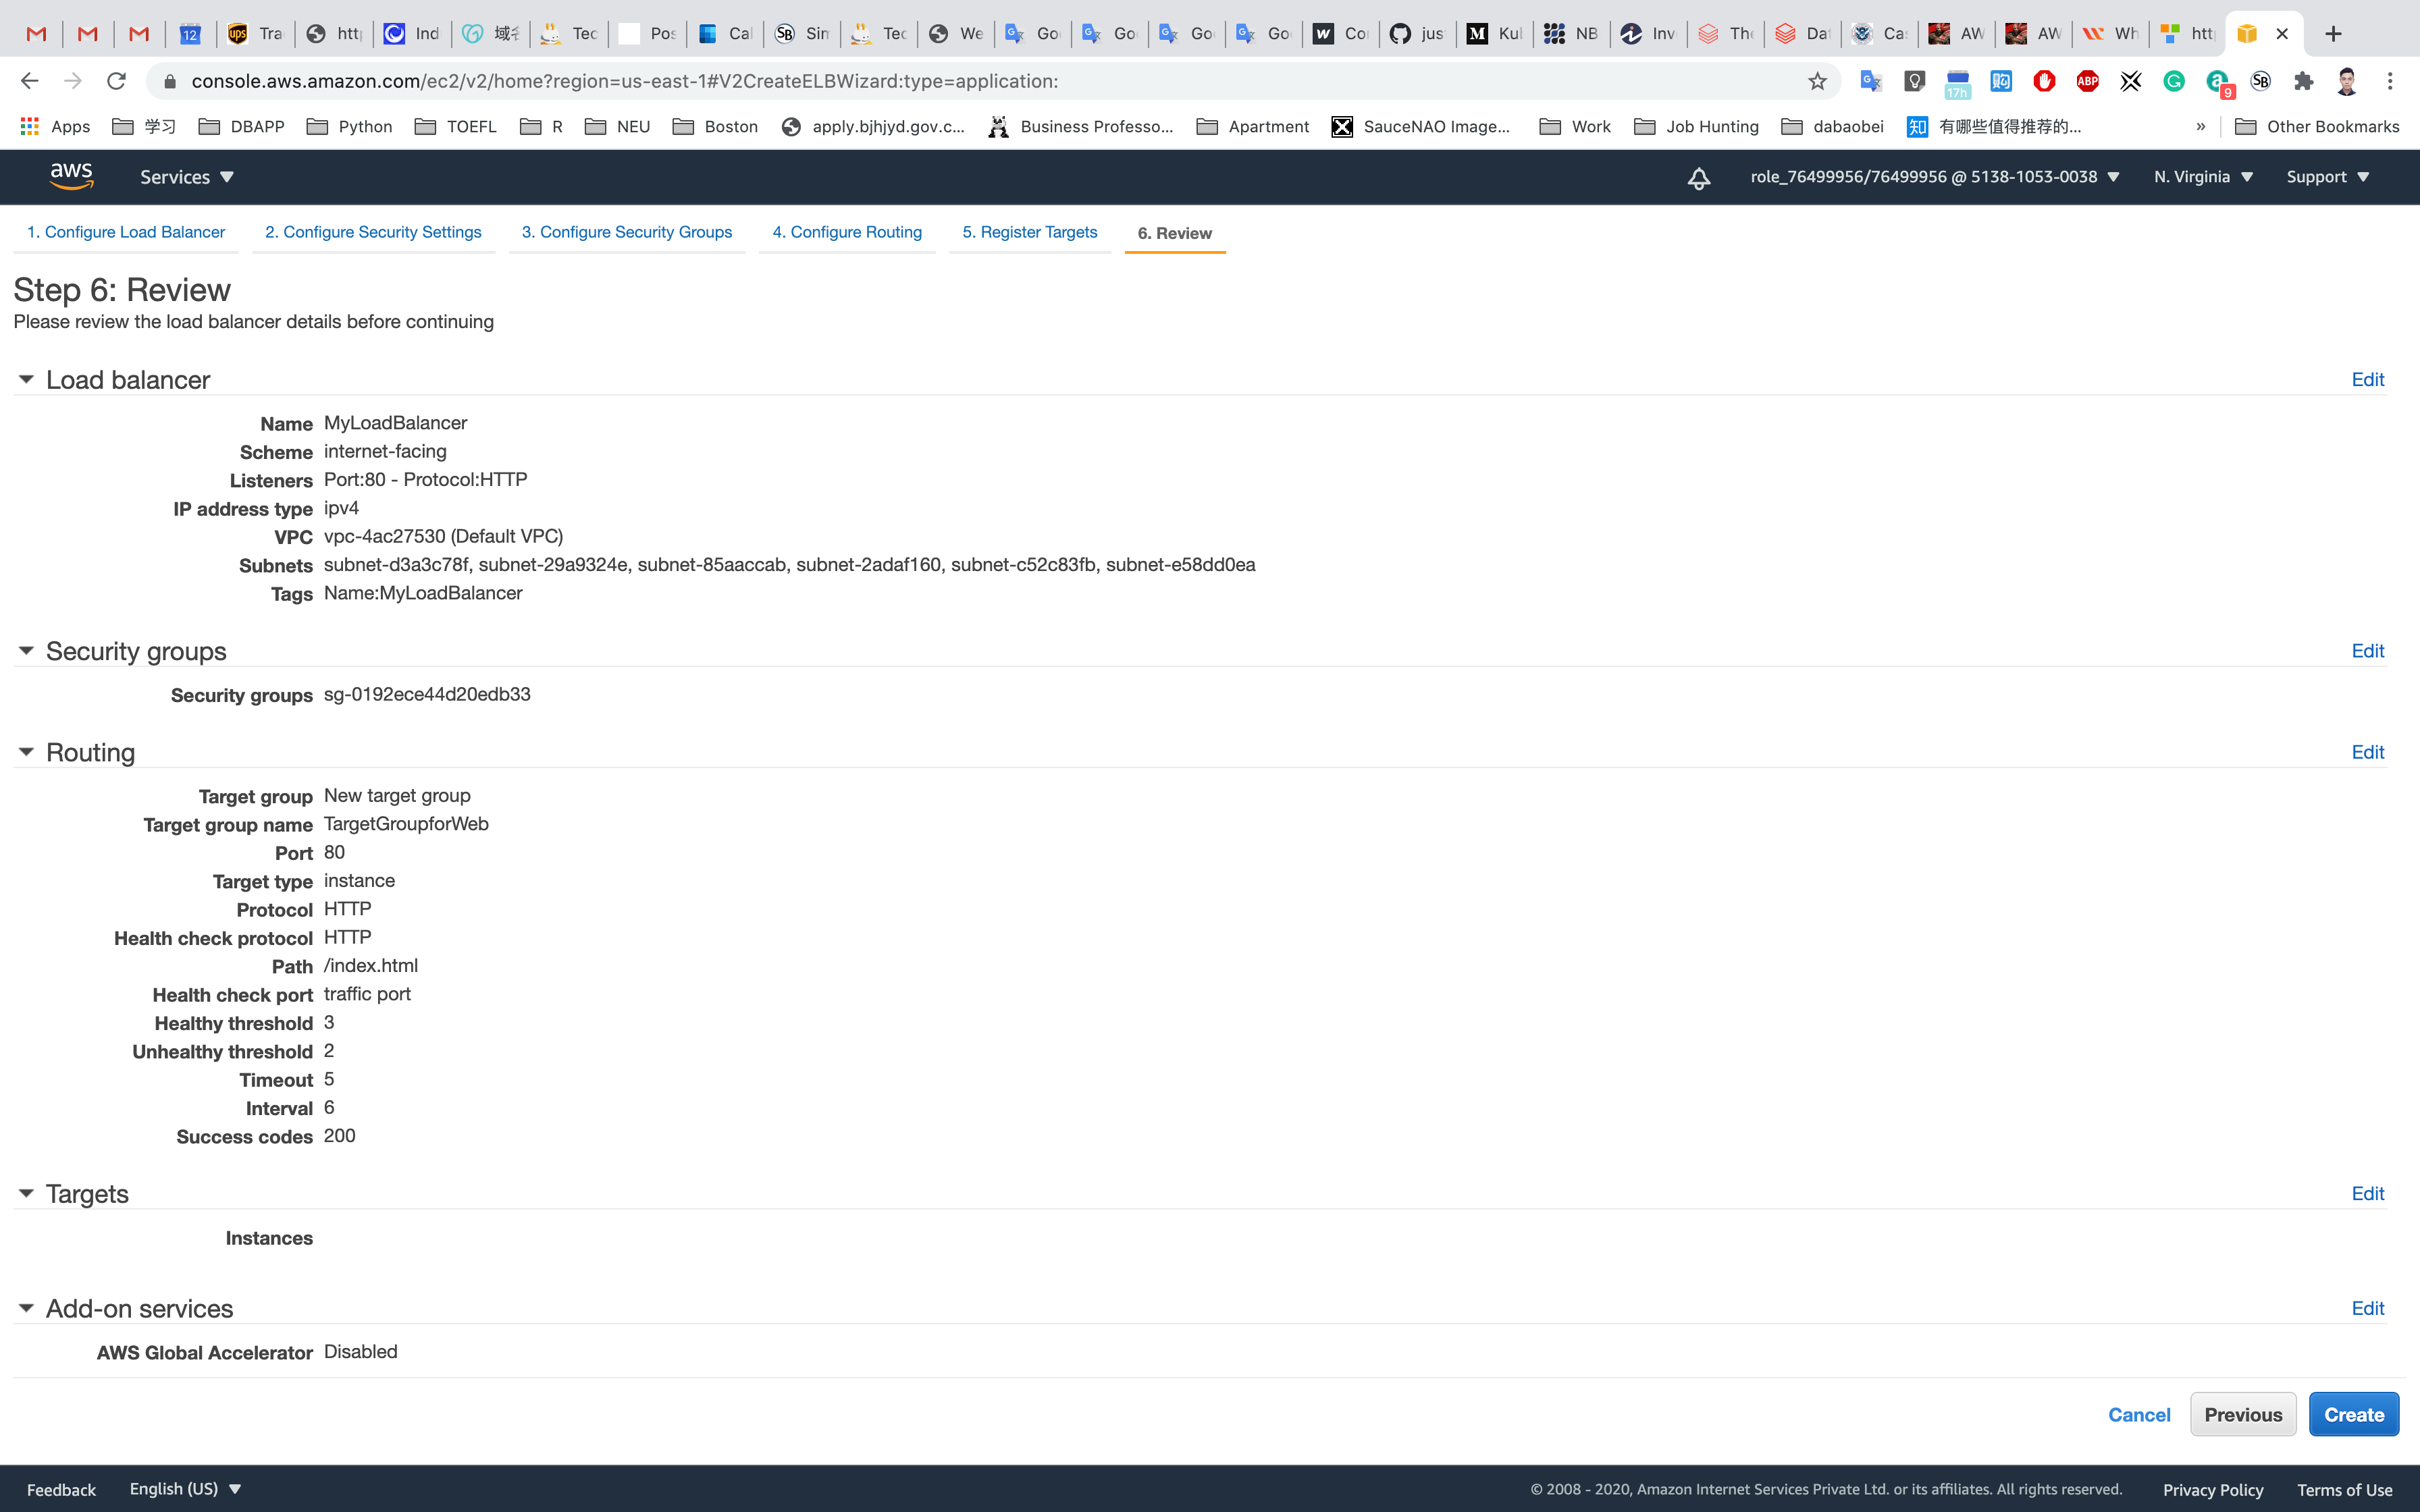 12 Tra htt Ind 域名 Tec Pos Cal Sim Tec We Go Go Go Go Co jus Ku NB Inv The Da Ca AW AW Wh htt
console.aws.amazon.com/ec2/v2/home?region=us-east-1#V2CreateELBWizard:type=application:
17h ABP 9
Apps 学习 DBAPP Python TOEFL R NEU Boston apply.bjhjyd.gov.c... Business Professo... Apartment SauceNAO Image... Work Job Hunting dabaobei 知 有哪些值得推荐的... » Other Bookmarks
aws Services role_76499956/76499956 @ 5138-1053-0038 N. Virginia Support
1. Configure Load Balancer 2. Configure Security Settings 3. Configure Security Groups 4. Configure Routing 5. Register Targets 6. Review
Step 6: Review
Please review the load balancer details before continuing
Load balancer Edit
Name MyLoadBalancer
Scheme internet-facing
Listeners Port:80 - Protocol:HTTP
IP address type ipv4
VPC vpc-4ac27530 (Default VPC)
Subnets subnet-d3a3c78f, subnet-29a9324e, subnet-85aaccab, subnet-2adaf160, subnet-c52c83fb, subnet-e58dd0ea
Tags Name:MyLoadBalancer
Security groups Edit
Security groups sg-0192ece44d20edb33
Routing Edit
Target group New target group
Target group name TargetGroupforWeb
Port 80
Target type instance
Protocol HTTP
Health check protocol HTTP
Path /index.html
Health check port traffic port
Healthy threshold 3
Unhealthy threshold 2
Timeout 5
Interval 6
Success codes 200
Targets Edit
Instances
Add-on services Edit
AWS Global Accelerator Disabled
Cancel Previous Create
Feedback English (US) © 2008 - 2020, Amazon Internet Services Private Ltd. or its affiliates. All rights reserved. Privacy Policy Terms of Use